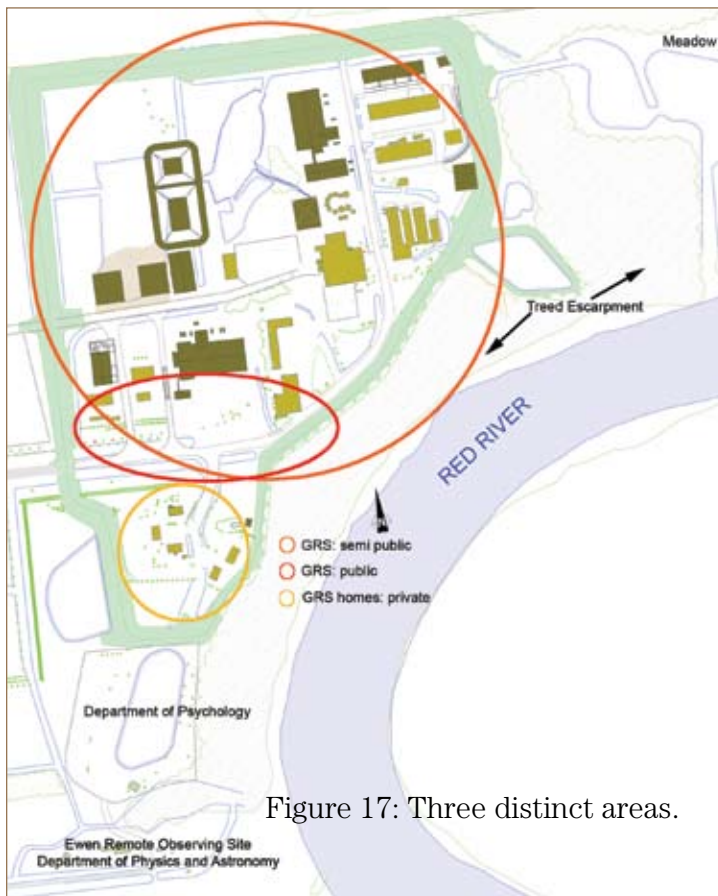 Meadow
Treed Escarpment
RED RIVER
GRS: semi public
GRS: public
GRS homes: private
Department of Psychology
Figure 17: Three distinct areas.
Ewen Remote Observing Site
Department of Physics and Astronomy